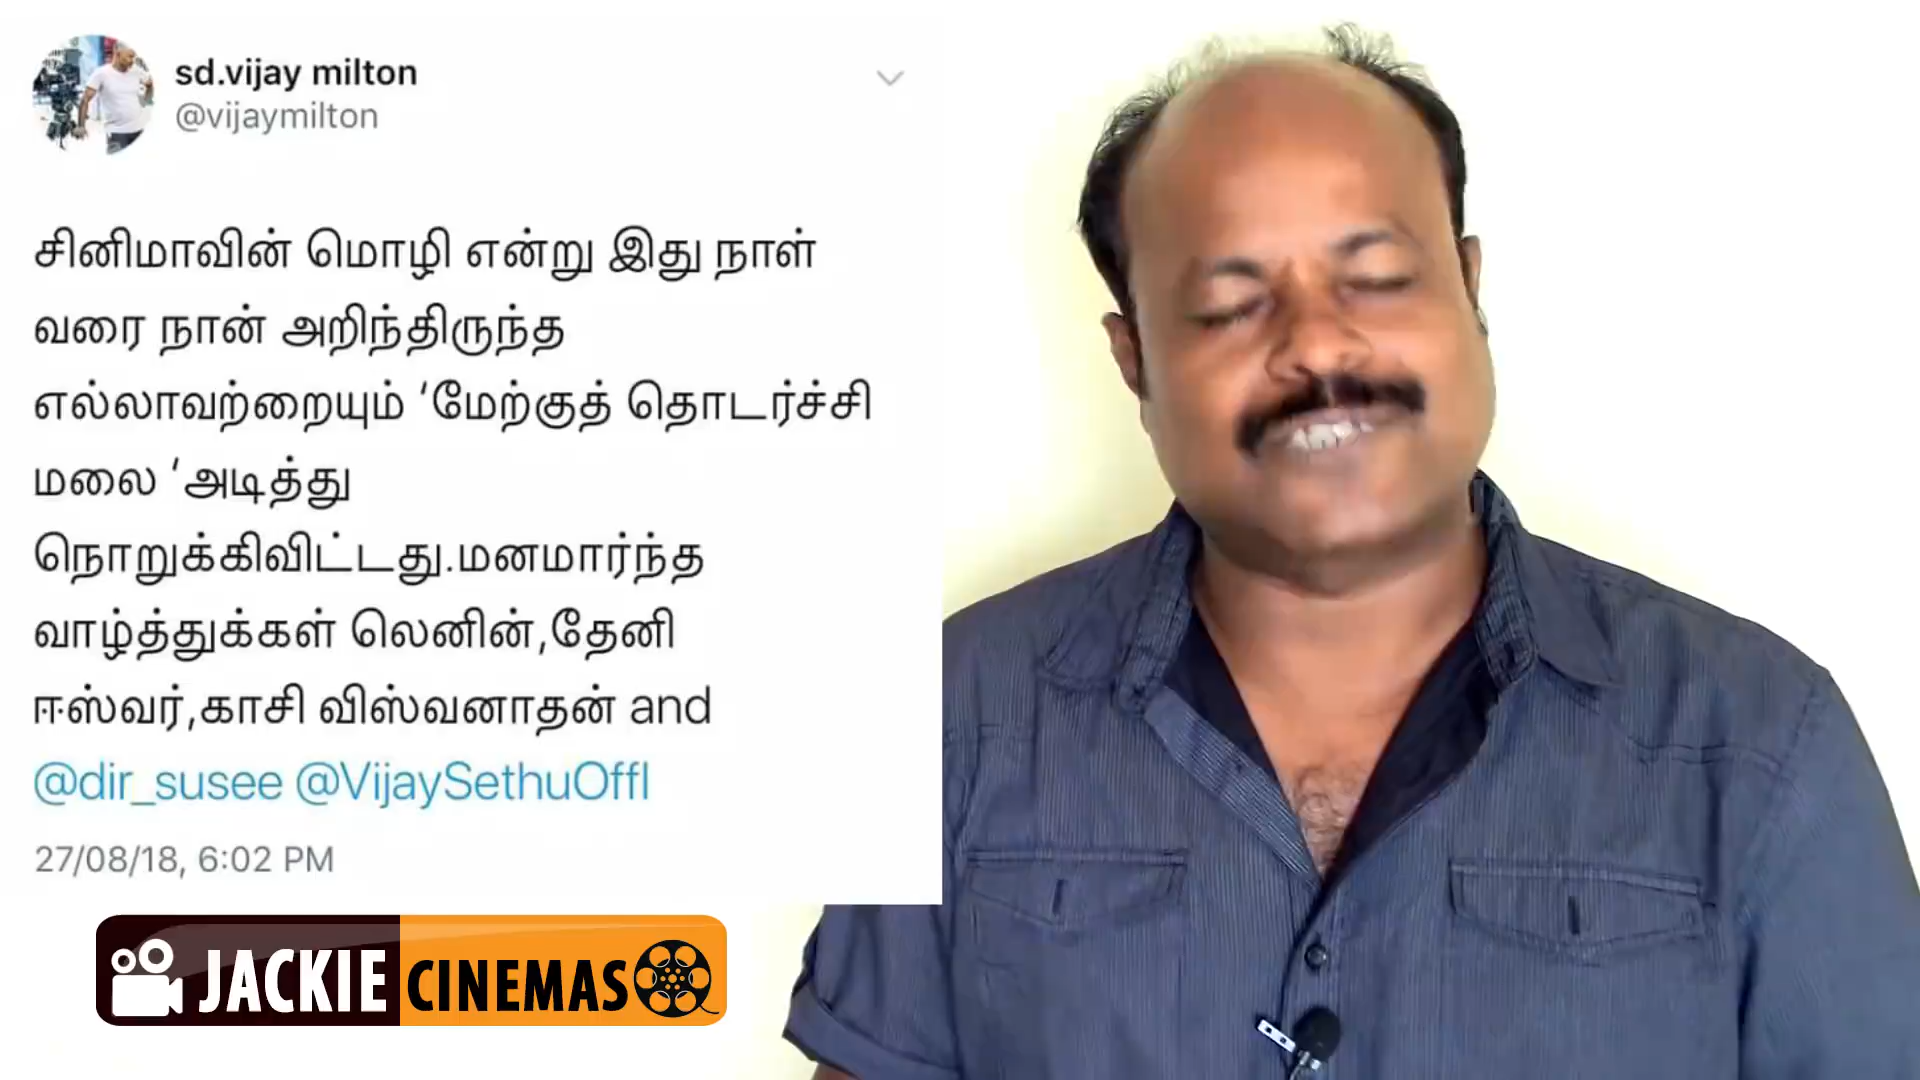 sd.vijay milton
@vijaymilton
சினிமாவின் மொழி என்று இது நாள்
வரை நான் அறிந்திருந்த
எல்லாவற்றையும் ‘மேற்குத் தொடர்ச்சி
மலை ‘அடித்து
நொறுக்கிவிட்டது.மனமார்ந்த
வாழ்த்துக்கள் லெனின்,தேனி
ஈஸ்வர்,காசி விஸ்வனாதன் and
@dir_susee @VijaySethuOffl
27/08/18, 6:02 PM
JACKIE CINEMAS